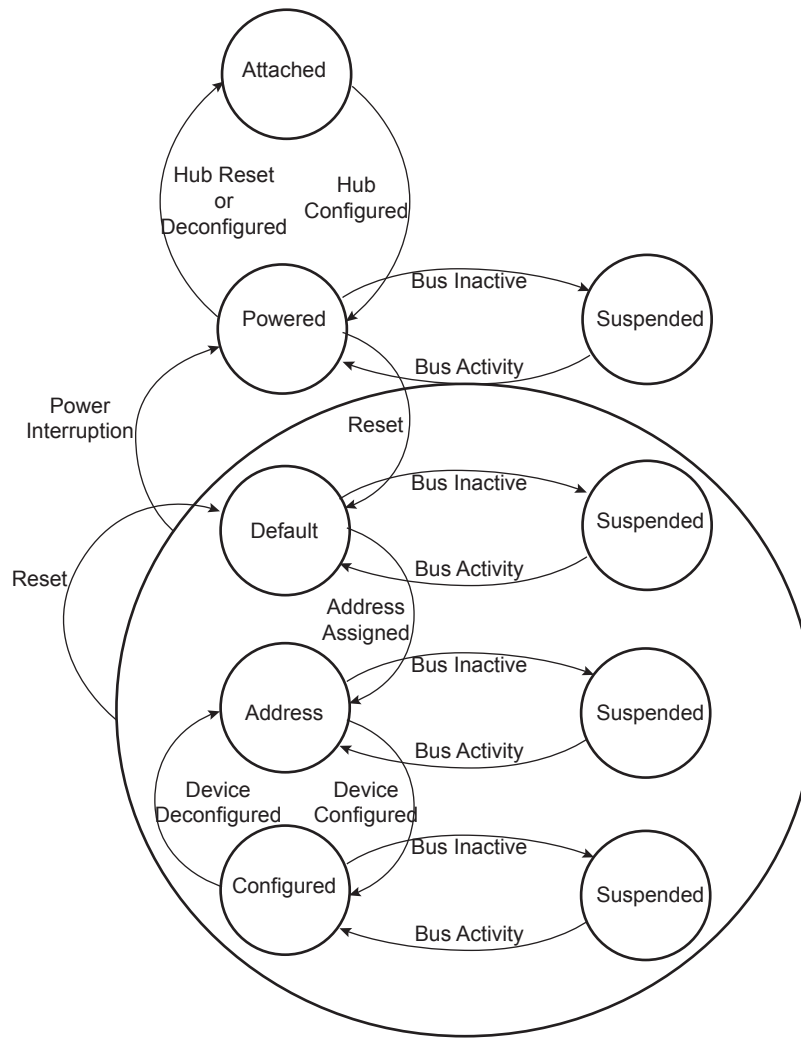 Attached
Hub Reset
or
Deconfigured
Hub
Configured
Powered
Bus Inactive
Suspended
Bus Activity
Power
Interruption
Reset
Default
Bus Inactive
Suspended
Bus Activity
Reset
Address
Assigned
Address
Bus Inactive
Suspended
Bus Activity
Device
Deconfigured
Device
Configured
Configured
Bus Inactive
Suspended
Bus Activity